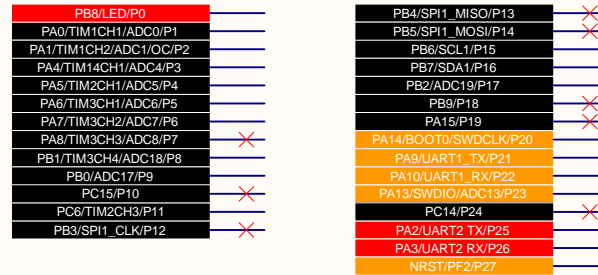 PB8/LED/P0
PA0/TIM1CH1/ADC0/P1
PA1/TIM1CH2/ADC1/OC/P2
PA4/TIM14CH1/ADC4/P3
PA5/TIM2CH1/ADC5/P4
PA6/TIM3CH1/ADC6/P5
PA7/TIM3CH2/ADC7/P6
PA8/TIM3CH3/ADC8/P7
PB1/TIM3CH4/ADC18/P8
PB0/ADC17/P9
PC15/P10
PC6/TIM2CH3/P11
PB3/SPI1_CLK/P12
PB4/SPI1_MISO/P13
PB5/SPI1_MOSI/P14
PB6/SCL1/P15
PB7/SDA1/P16
PB2/ADC19/P17
PB9/P18
PA15/P19
PA14/BOOT0/SWDCLK/P20
PA9/UART1_TX/P21
PA10/UART1_RX/P22
PA13/SWDIO/ADC13/P23
PC14/P24
PA2/UART2 TX/P25
PA3/UART2 RX/P26
NRST/PF2/P27